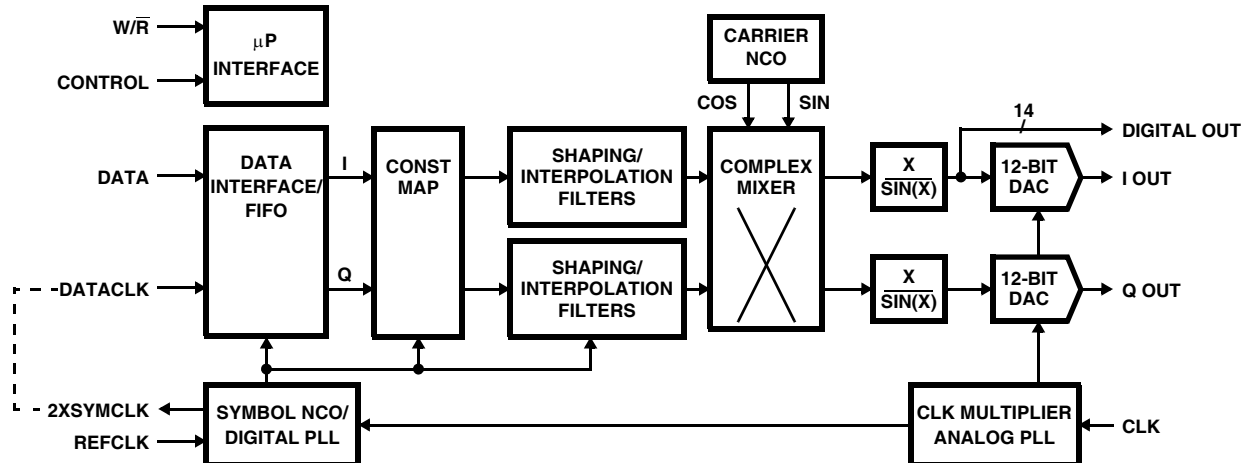 W/R̅
CONTROL
μP
INTERFACE
CARRIER
NCO
COS
SIN
DATA
DATACLK
DATA
INTERFACE/
FIFO
I
Q
CONST
MAP
SHAPING/
INTERPOLATION
FILTERS
SHAPING/
INTERPOLATION
FILTERS
COMPLEX
MIXER
X
SIN(X)
X
SIN(X)
14
DIGITAL OUT
12-BIT
DAC
I OUT
12-BIT
DAC
Q OUT
2XSYMCLK
REFCLK
SYMBOL NCO/
DIGITAL PLL
CLK MULTIPLIER
ANALOG PLL
CLK